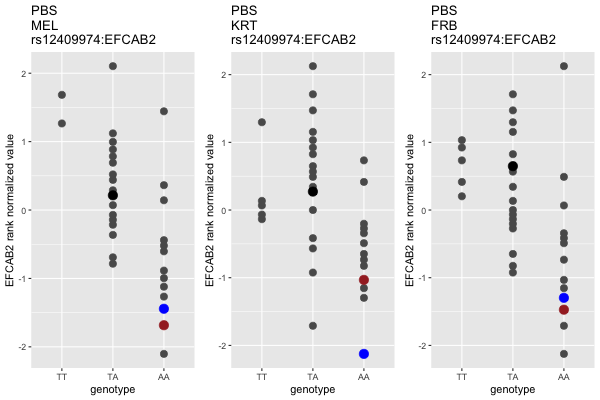 PBS
MEL
rs12409974:EFCAB2
EFCAB2 rank normalized value
2
1
0
-1
-2
TT TA AA
genotype
PBS
KRT
rs12409974:EFCAB2
EFCAB2 rank normalized value
2
1
0
-1
-2
TT TA AA
genotype
PBS
FRB
rs12409974:EFCAB2
EFCAB2 rank normalized value
2
1
0
-1
-2
TT TA AA
genotype